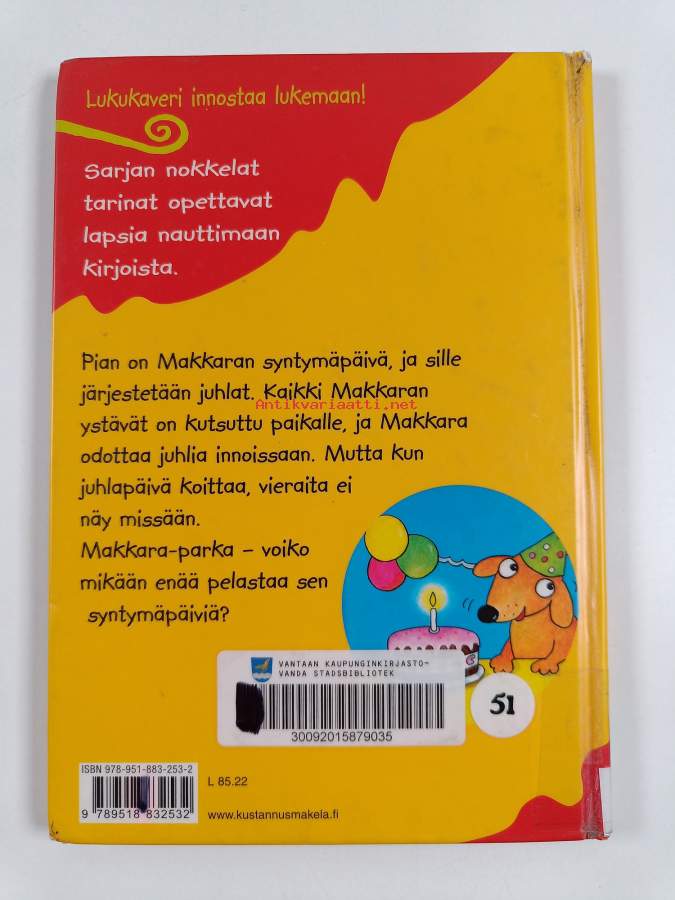 Lukukaveri innostaa lukemaan!
Sarjan nokkelat
tarinat opettavat
lapsia nauttimaan
kirjoista.
Pian on Makkaran syntymäpäivä, ja sille
järjestetään juhlat. Kaikki Makkaran
Antikvariaatti.net
ystävät on kutsuttu paikalle, ja Makkara
odottaa juhlia innoissaan. Mutta kun
juhlapäivä koittaa, vieraita ei
näy missään.
Makkara-parka – voiko
mikään enää pelastaa sen
syntymäpäiviä?
VANTAAN KAUPUNGINKIRJASTO-
VANDA STADSBIBLIOTEK
30092015879035
51
ISBN 978-951-883-253-2
9 789518 832532
L 85.22
www.kustannusmakela.fi